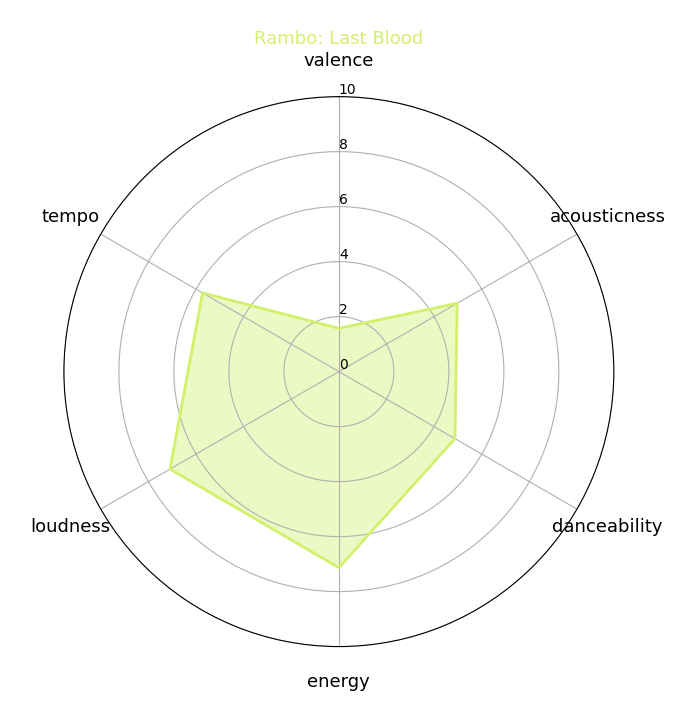 Rambo: Last Blood
valence
10
8
tempo
6
acousticness
4
2
0
loudness
danceability
energy